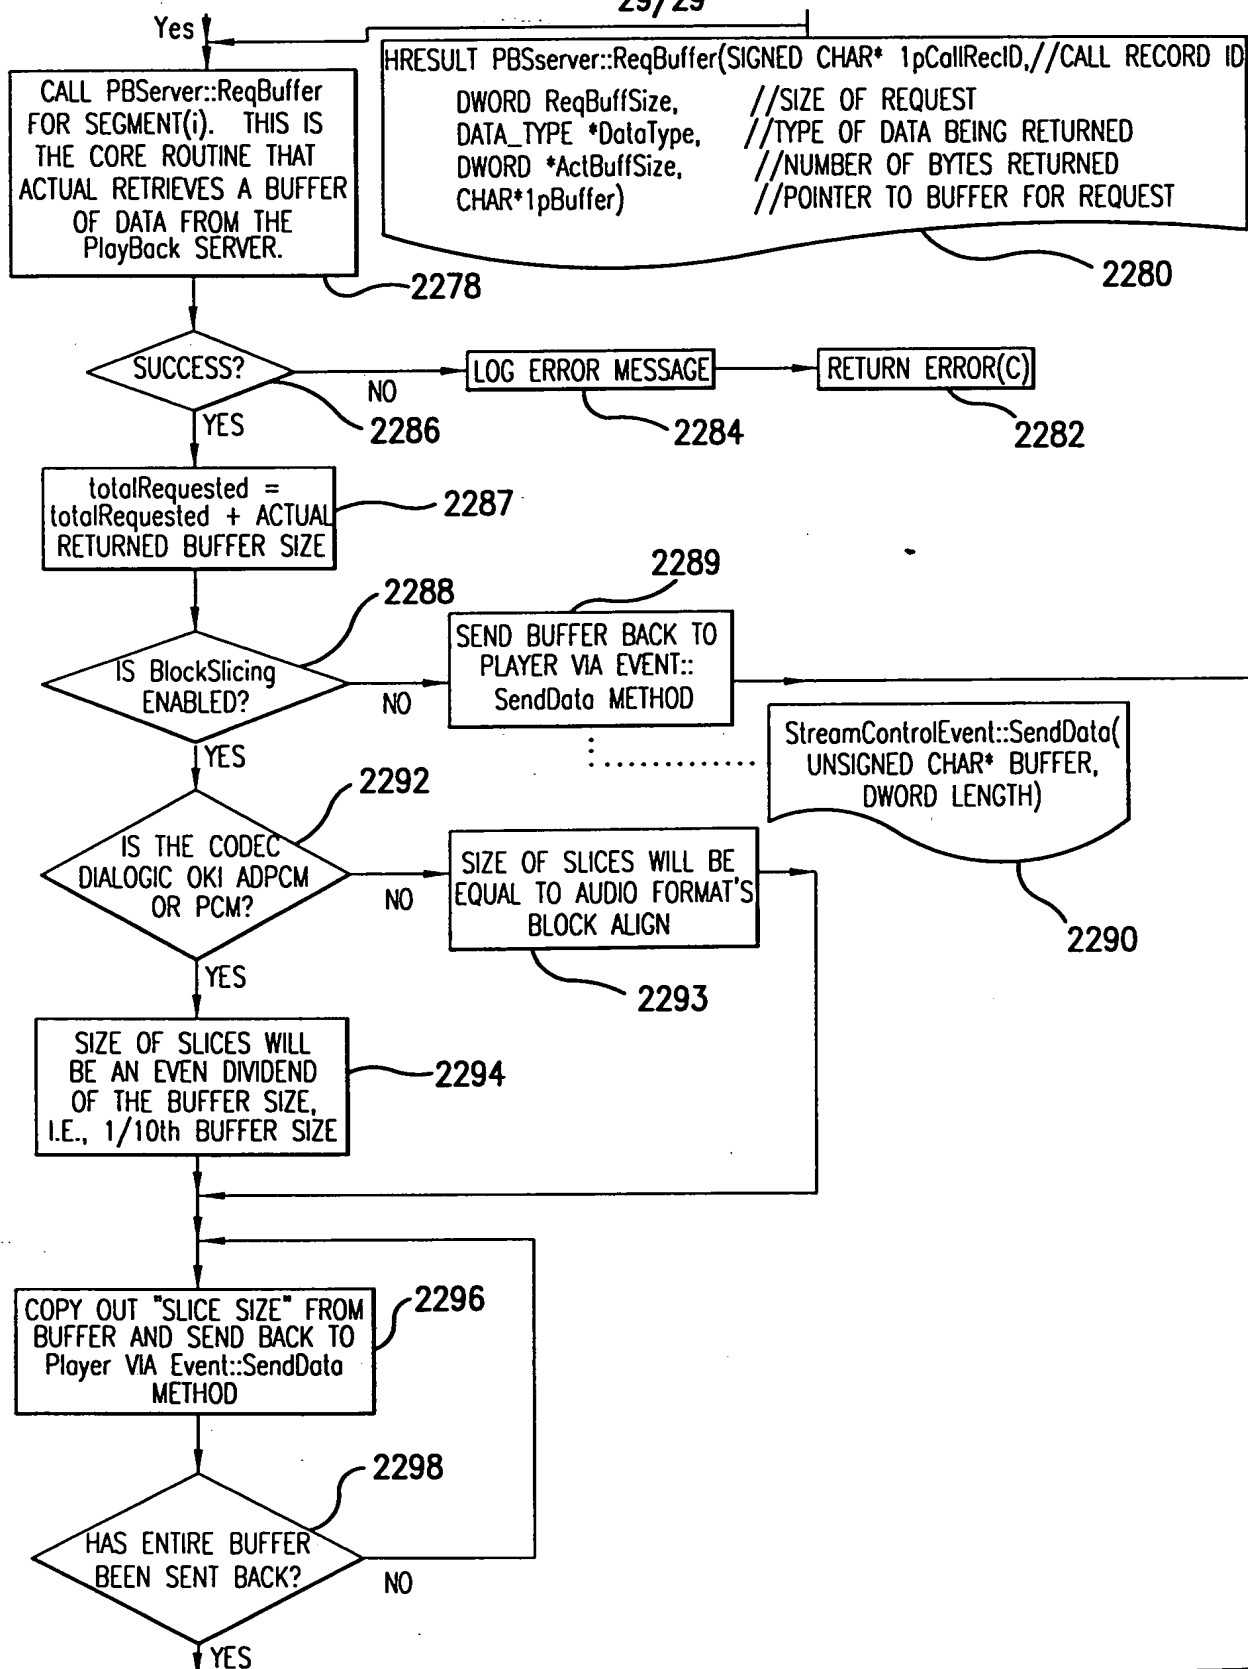 29/29
Yes
CALL PBServer::ReqBuffer
FOR SEGMENT(i). THIS IS
THE CORE ROUTINE THAT
ACTUAL RETRIEVES A BUFFER
OF DATA FROM THE
PlayBack SERVER.
2278
HRESULT PBSserver::ReqBuffer(SIGNED CHAR* 1pCallRecID,//CALL RECORD ID
DWORD ReqBuffSize, //SIZE OF REQUEST
DATA_TYPE *DataType, //TYPE OF DATA BEING RETURNED
DWORD *ActBuffSize, //NUMBER OF BYTES RETURNED
CHAR*1pBuffer) //POINTER TO BUFFER FOR REQUEST
2280
SUCCESS?
NO
2286
LOG ERROR MESSAGE
2284
RETURN ERROR(C)
2282
YES
totalRequested =
totalRequested + ACTUAL
RETURNED BUFFER SIZE
2287
2288
IS BlockSlicing
ENABLED?
NO
2289
SEND BUFFER BACK TO
PLAYER VIA EVENT::
SendData METHOD
StreamControlEvent::SendData(
UNSIGNED CHAR* BUFFER,
DWORD LENGTH)
2290
YES
2292
IS THE CODEC
DIALOGIC OKI ADPCM
OR PCM?
NO
SIZE OF SLICES WILL BE
EQUAL TO AUDIO FORMAT'S
BLOCK ALIGN
2293
YES
SIZE OF SLICES WILL
BE AN EVEN DIVIDEND
OF THE BUFFER SIZE,
I.E., 1/10th BUFFER SIZE
2294
COPY OUT "SLICE SIZE" FROM
BUFFER AND SEND BACK TO
Player VIA Event::SendData
METHOD
2296
2298
HAS ENTIRE BUFFER
BEEN SENT BACK?
NO
YES